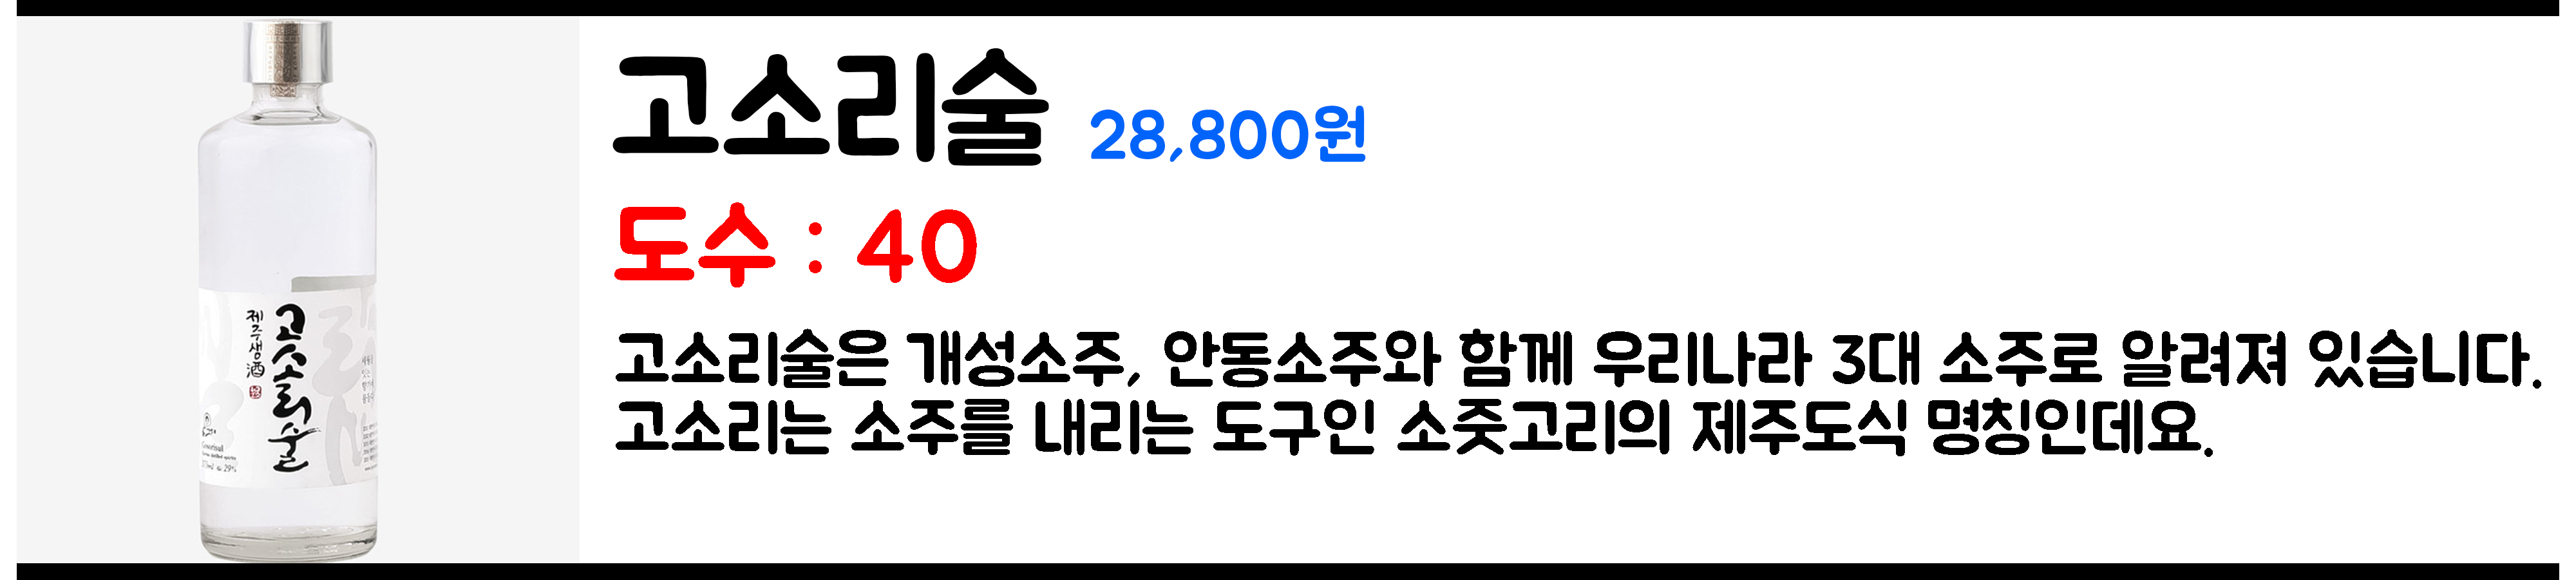 고소리술 28,800원
도수 : 40
고소리술은 개성소주, 안동소주와 함께 우리나라 3대 소주로 알려져 있습니다.
고소리는 소주를 내리는 도구인 소줏고리의 제주도식 명칭인데요.
제주생酒
고소리술